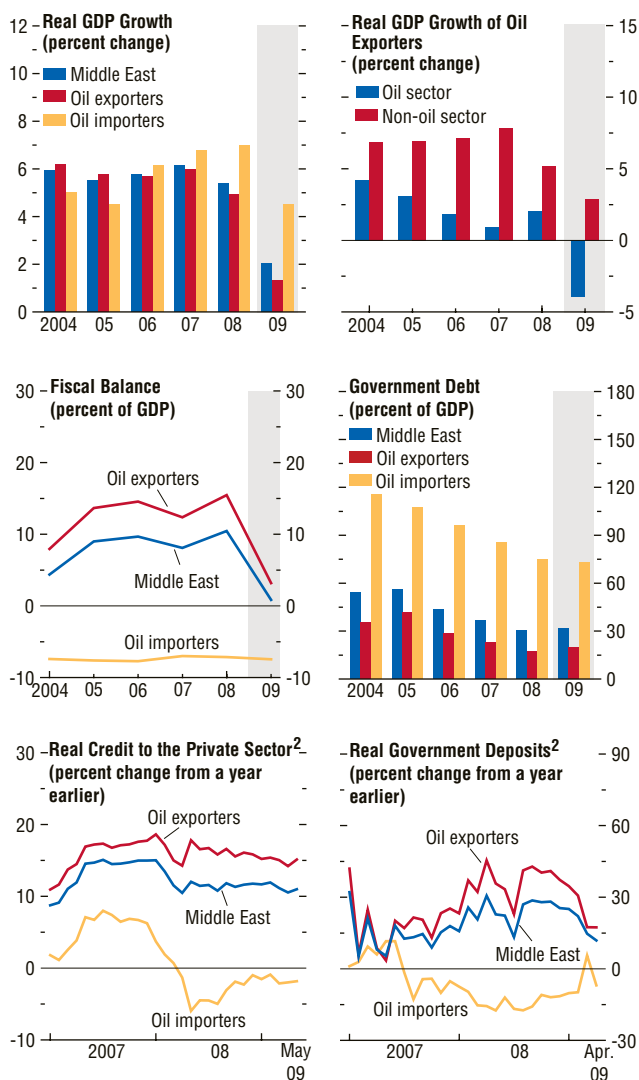 Real GDP Growth
(percent change)
12
10
8
6
4
2
0
Middle East
Oil exporters
Oil importers
2004 05 06 07 08 09
Real GDP Growth of Oil
Exporters
(percent change)
Oil sector
Non-oil sector
15
10
5
0
-5
2004 05 06 07 08 09
Fiscal Balance
(percent of GDP)
30
20
10
0
-10
30
20
10
0
-10
Oil exporters
Middle East
Oil importers
2004 05 06 07 08 09
Government Debt
(percent of GDP)
Middle East
Oil exporters
Oil importers
180
150
120
90
60
30
0
2004 05 06 07 08 09
Real Credit to the Private Sector2
(percent change from a year
earlier)
30
20
10
0
-10
Oil exporters
Middle East
Oil importers
2007 08 May
09
Real Government Deposits2
(percent change from a year
earlier)
90
60
30
0
-30
Oil exporters
Middle East
Oil importers
2007 08 Apr.
09